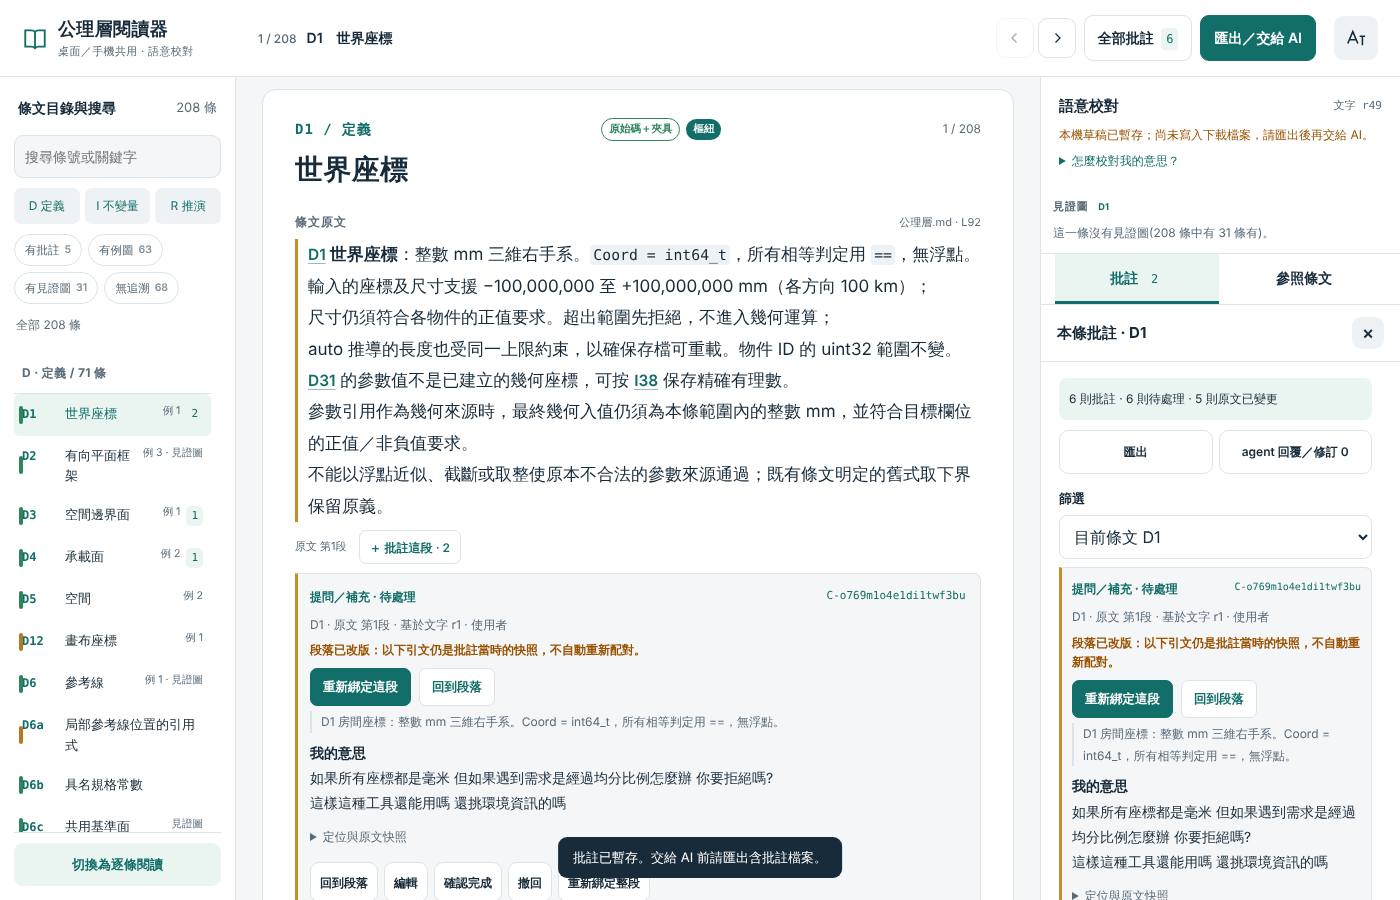 公理層閱讀器
桌面／手機共用 · 語意校對
1 / 208 D1 世界座標
全部批註 6
匯出／交給 AI
條文目錄與搜尋 208 條
搜尋條號或關鍵字
D 定義 I 不變量 R 推演
有批註 5 有例圖 63
有見證圖 31 無追溯 68
全部 208 條
D · 定義 / 71 條
D1 世界座標 例 1 2
D2 有向平面框架 例 3 · 見證圖
D3 空間邊界面 例 1 1
D4 承載面 例 2 1
D5 空間 例 2
D12 畫布座標 例 1
D6 參考線 例 1 · 見證圖
D6a 局部參考線位置的引用式
D6b 具名規格常數
D6c 共用基準面 見證圖
切換為逐條閱讀
D1 / 定義 原始碼＋夾具 樞紐 1 / 208
世界座標
條文原文 公理層.md · L92
D1 世界座標：整數 mm 三維右手系。Coord = int64_t，所有相等判定用 ==，無浮點。
輸入的座標及尺寸支援 −100,000,000 至 +100,000,000 mm（各方向 100 km）；
尺寸仍須符合各物件的正值要求。超出範圍先拒絕，不進入幾何運算；
auto 推導的長度也受同一上限約束，以確保存檔可重載。物件 ID 的 uint32 範圍不變。
D31 的參數值不是已建立的幾何座標，可按 I38 保存精確有理數。
參數引用作為幾何來源時，最終幾何入值仍須為本條範圍內的整數 mm，並符合目標欄位
的正值／非負值要求。
不能以浮點近似、截斷或取整使原本不合法的參數來源通過；既有條文明定的舊式取下界
保留原義。
原文 第1段 ＋ 批註這段 · 2
提問／補充 · 待處理 C-o769m1o4e1di1twf3bu
D1 · 原文 第1段 · 基於文字 r1 · 使用者
段落已改版：以下引文仍是批註當時的快照，不自動重新配對。
重新綁定這段 回到段落
D1 房間座標：整數 mm 三維右手系。Coord = int64_t，所有相等判定用 ==，無浮點。
我的意思
如果所有座標都是毫米 但如果遇到需求是經過均分比例怎麼辦 你要拒絕嗎?
這樣這種工具還能用嗎 還挑環境資訊的嗎
▶ 定位與原文快照
回到段落 編輯 確認完成 撤回 重新綁定整段
批註已暫存。交給 AI 前請匯出含批註檔案。
語意校對 文字 r49
本機草稿已暫存；尚未寫入下載檔案，請匯出後再交給 AI。
▶ 怎麼校對我的意思？
見證圖 D1
這一條沒有見證圖(208 條中有 31 條有)。
批註 2 參照條文
本條批註 · D1 ×
6 則批註 · 6 則待處理 · 5 則原文已變更
匯出 agent 回覆／修訂 0
篩選
目前條文 D1
提問／補充 · 待處理 C-o769m1o4e1di1twf3bu
D1 · 原文 第1段 · 基於文字 r1 · 使用者
段落已改版：以下引文仍是批註當時的快照，不自動重
新配對。
重新綁定這段 回到段落
D1 房間座標：整數 mm 三維右手系。Coord =
int64_t，所有相等判定用 ==，無浮點。
我的意思
如果所有座標都是毫米 但如果遇到需求是經過
均分比例怎麼辦 你要拒絕嗎?
這樣這種工具還能用嗎 還挑環境資訊的嗎
▶ 定位與原文快照